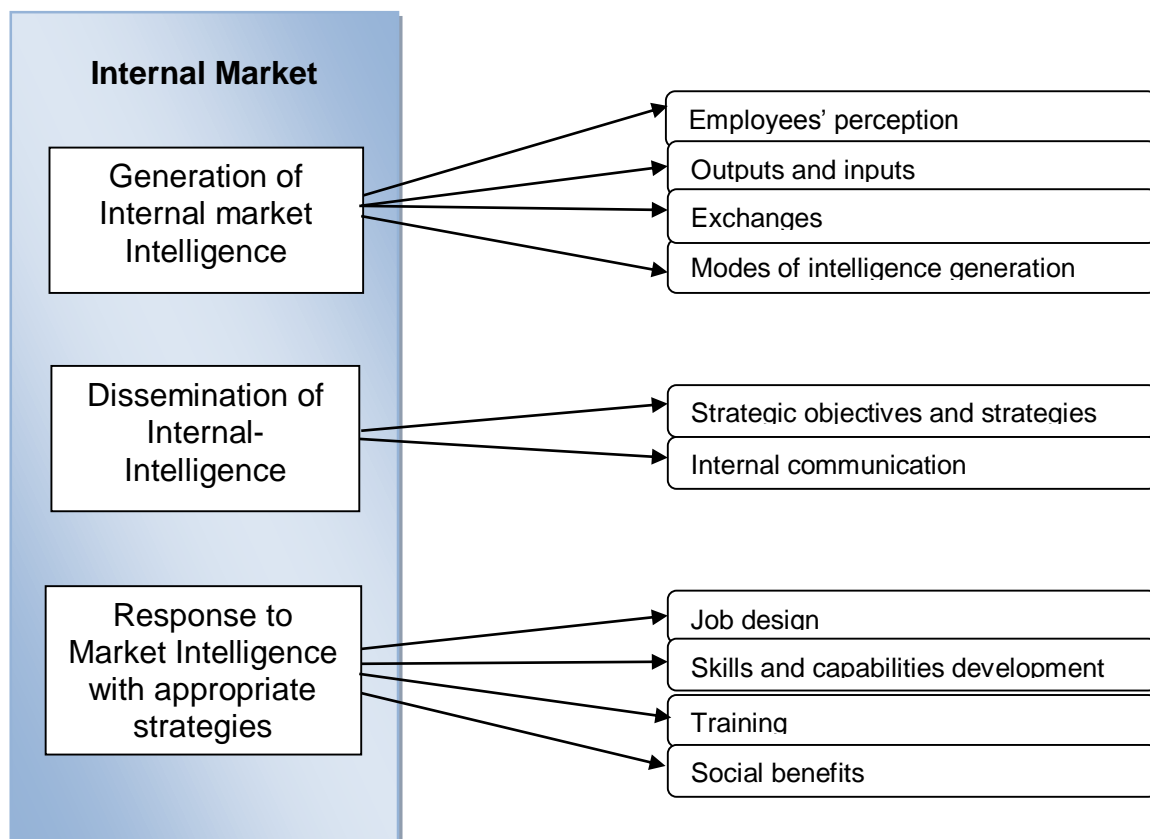 Internal Market
Generation of
Internal market
Intelligence
Employees’ perception
Outputs and inputs
Exchanges
Modes of intelligence generation
Dissemination of
Internal-
Intelligence
Strategic objectives and strategies
Internal communication
Response to
Market Intelligence
with appropriate
strategies
Job design
Skills and capabilities development
Training
Social benefits